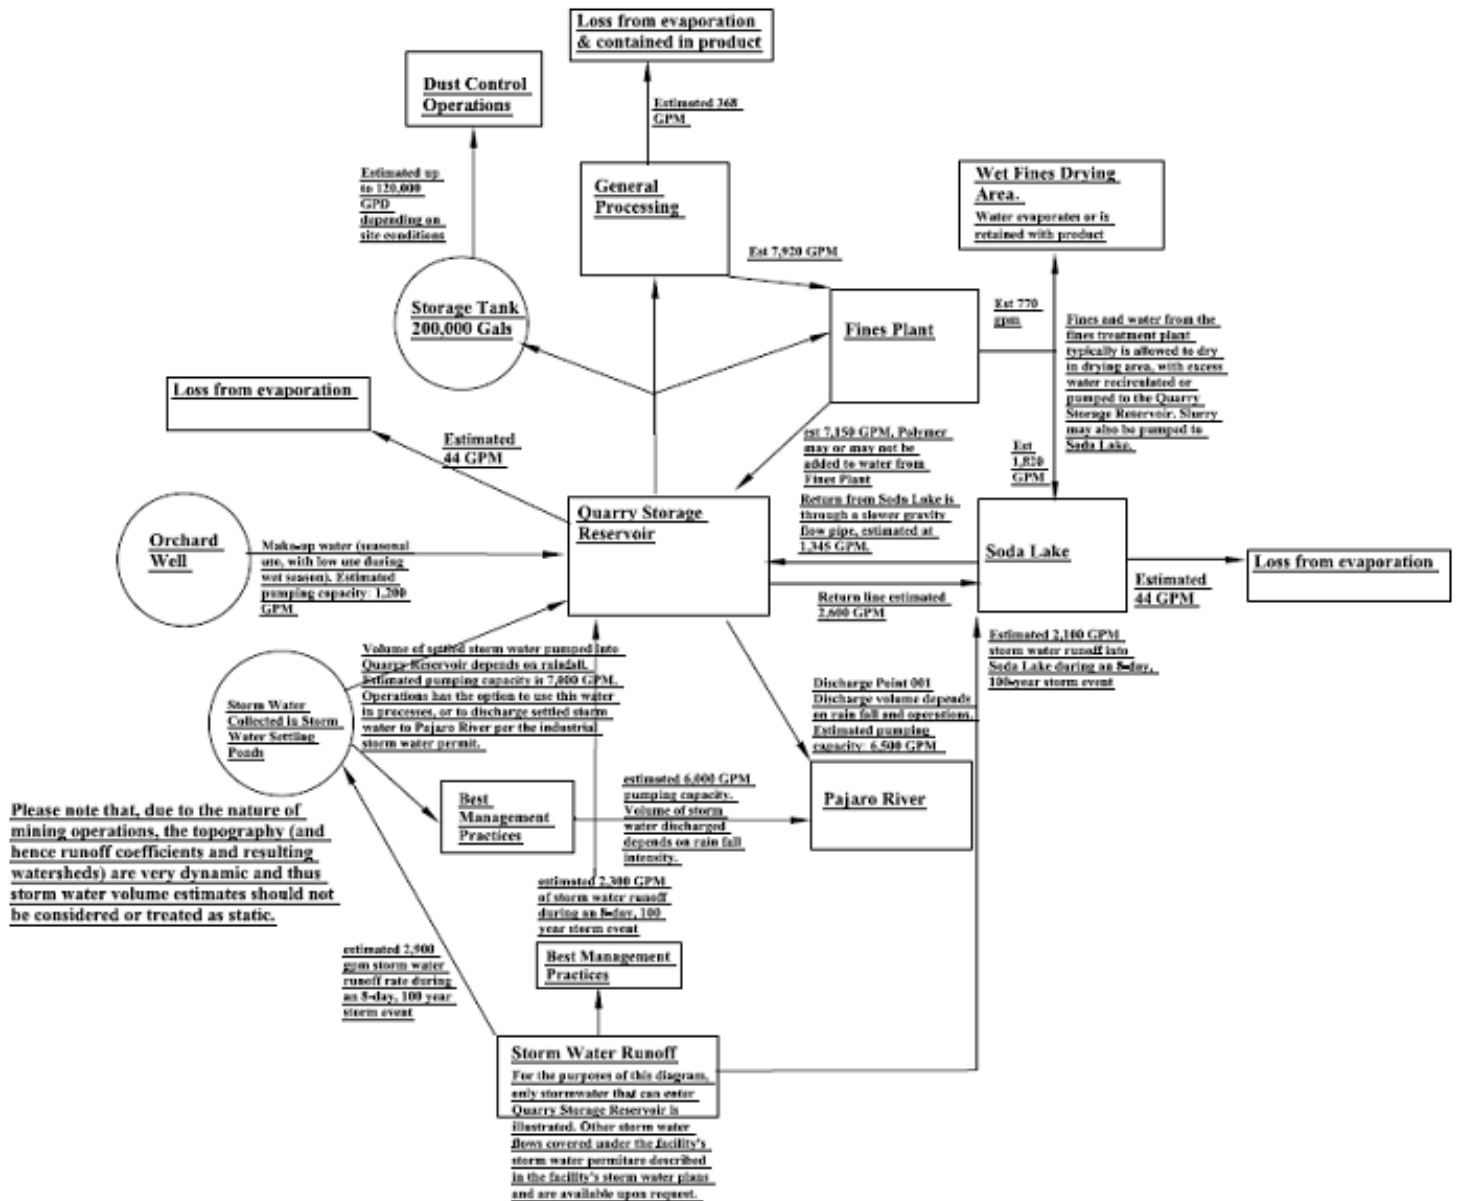 Loss from evaporation
& contained in product
Dust Control
Operations
Estimated 368
GPM
Estimated up
to 120,000
GPD
depending on
site conditions
General
Processing
Wet Fines Drying
Area.
Water evaporates or is
retained with product
Est 7,920 GPM
Storage Tank
200,000 Gals
Fines Plant
Est 770
gpm
Fines and water from the
fines treatment plant
typically is allowed to dry
in drying area, with excess
water recirculated or
pumped to the Quarry
Storage Reservoir. Slurry
may also be pumped to
Soda Lake.
Loss from evaporation
Estimated
44 GPM
est 7,150 GPM, Polymer
may or may not be
added to water from
Fines Plant
Est
1,820
GPM
Quarry Storage
Reservoir
Return from Soda Lake is
through a slower gravity
flow pipe, estimated at
1,345 GPM.
Soda Lake
Orchard
Well
Make-up water (seasonal
use, with low use during
wet season). Estimated
pumping capacity: 1,200
GPM
Return line estimated
2,600 GPM
Estimated
44 GPM
Loss from evaporation
Volume of settled storm water pumped into
Quarga Reservoir depends on rainfall.
Estimated pumping capacity is 7,000 GPM.
Operations has the option to use this water
in processes, or to discharge settled storm
water to Pajaro River per the industrial
storm water permit.
Estimated 2,100 GPM
storm water runoff into
Soda Lake during an 8-day,
100-year storm event
Storm Water
Collected in Storm
Water Settling
Ponds
Discharge Point 001
Discharge volume depends
on rain fall and operations.
Estimated pumping
capacity: 6,500 GPM
Pajaro River
Best
Management
Practices
estimated 6,000 GPM
pumping capacity.
Volume of storm
water discharged
depends on rain fall
intensity.
Please note that, due to the nature of
mining operations, the topography (and
hence runoff coefficients and resulting
watersheds) are very dynamic and thus
storm water volume estimates should not
be considered or treated as static.
estimated 2,300 GPM
of storm water runoff
during an 8-day, 100
year storm event
estimated 2,900
gpm storm water
runoff rate during
an 8-day, 100 year
storm event
Best Management
Practices
Storm Water Runoff
For the purposes of this diagram,
only stormwater that can enter
Quarry Storage Reservoir is
illustrated. Other storm water
flows covered under the facility's
storm water permitare described
in the facility's storm water plans
and are available upon request.